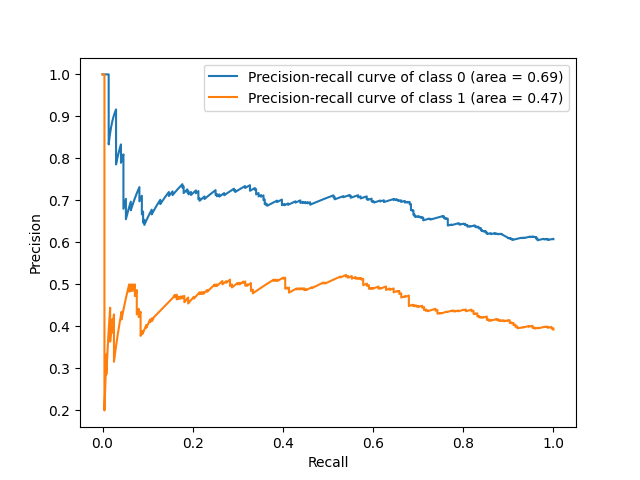 Precision-recall curve of class 0 (area = 0.69)
Precision-recall curve of class 1 (area = 0.47)
1.0
0.9
0.8
0.7
0.6
0.5
0.4
0.3
0.2
Precision
0.0 0.2 0.4 0.6 0.8 1.0
Recall